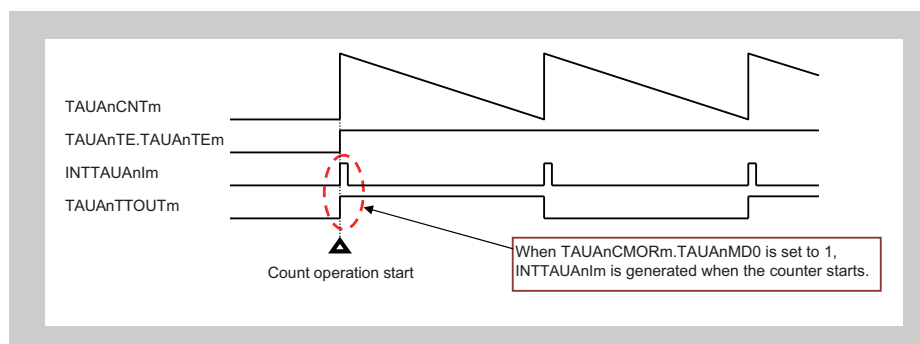 TAUAnCNTm
TAUAnTE.TAUAnTEm
INTTAUAnIm
TAUAnTTOUTm
When TAUAnCMORm.TAUAnMD0 is set to 1,
INTTAUAnIm is generated when the counter starts.
Count operation start